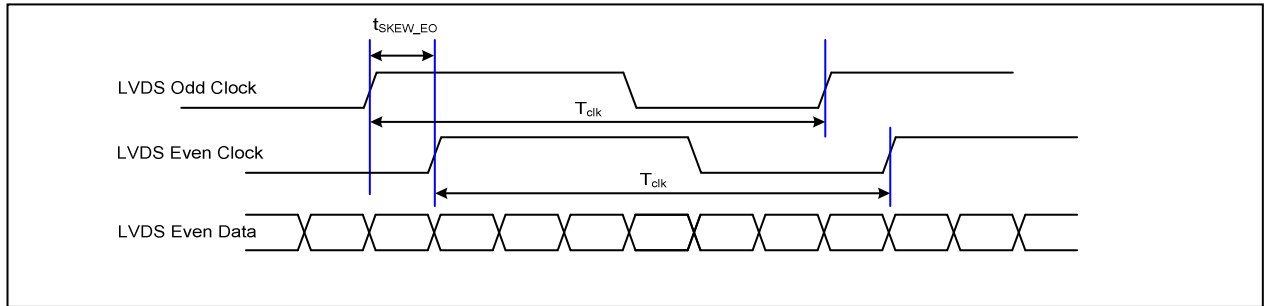 tSKEW_EO
LVDS Odd Clock
Tclk
LVDS Even Clock
Tclk
LVDS Even Data